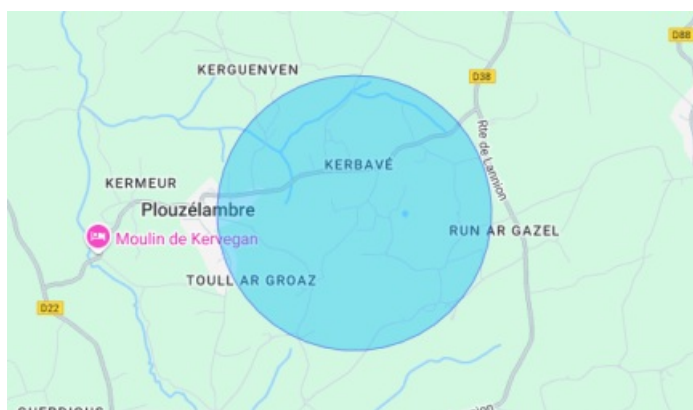 D88
KERGUENVEN
D38
Rte de Lannion
KERBAVÉ
KERMEUR
Plouzélambre
Moulin de Kervegan
RUN AR GAZEL
TOULL AR GROAZ
D22